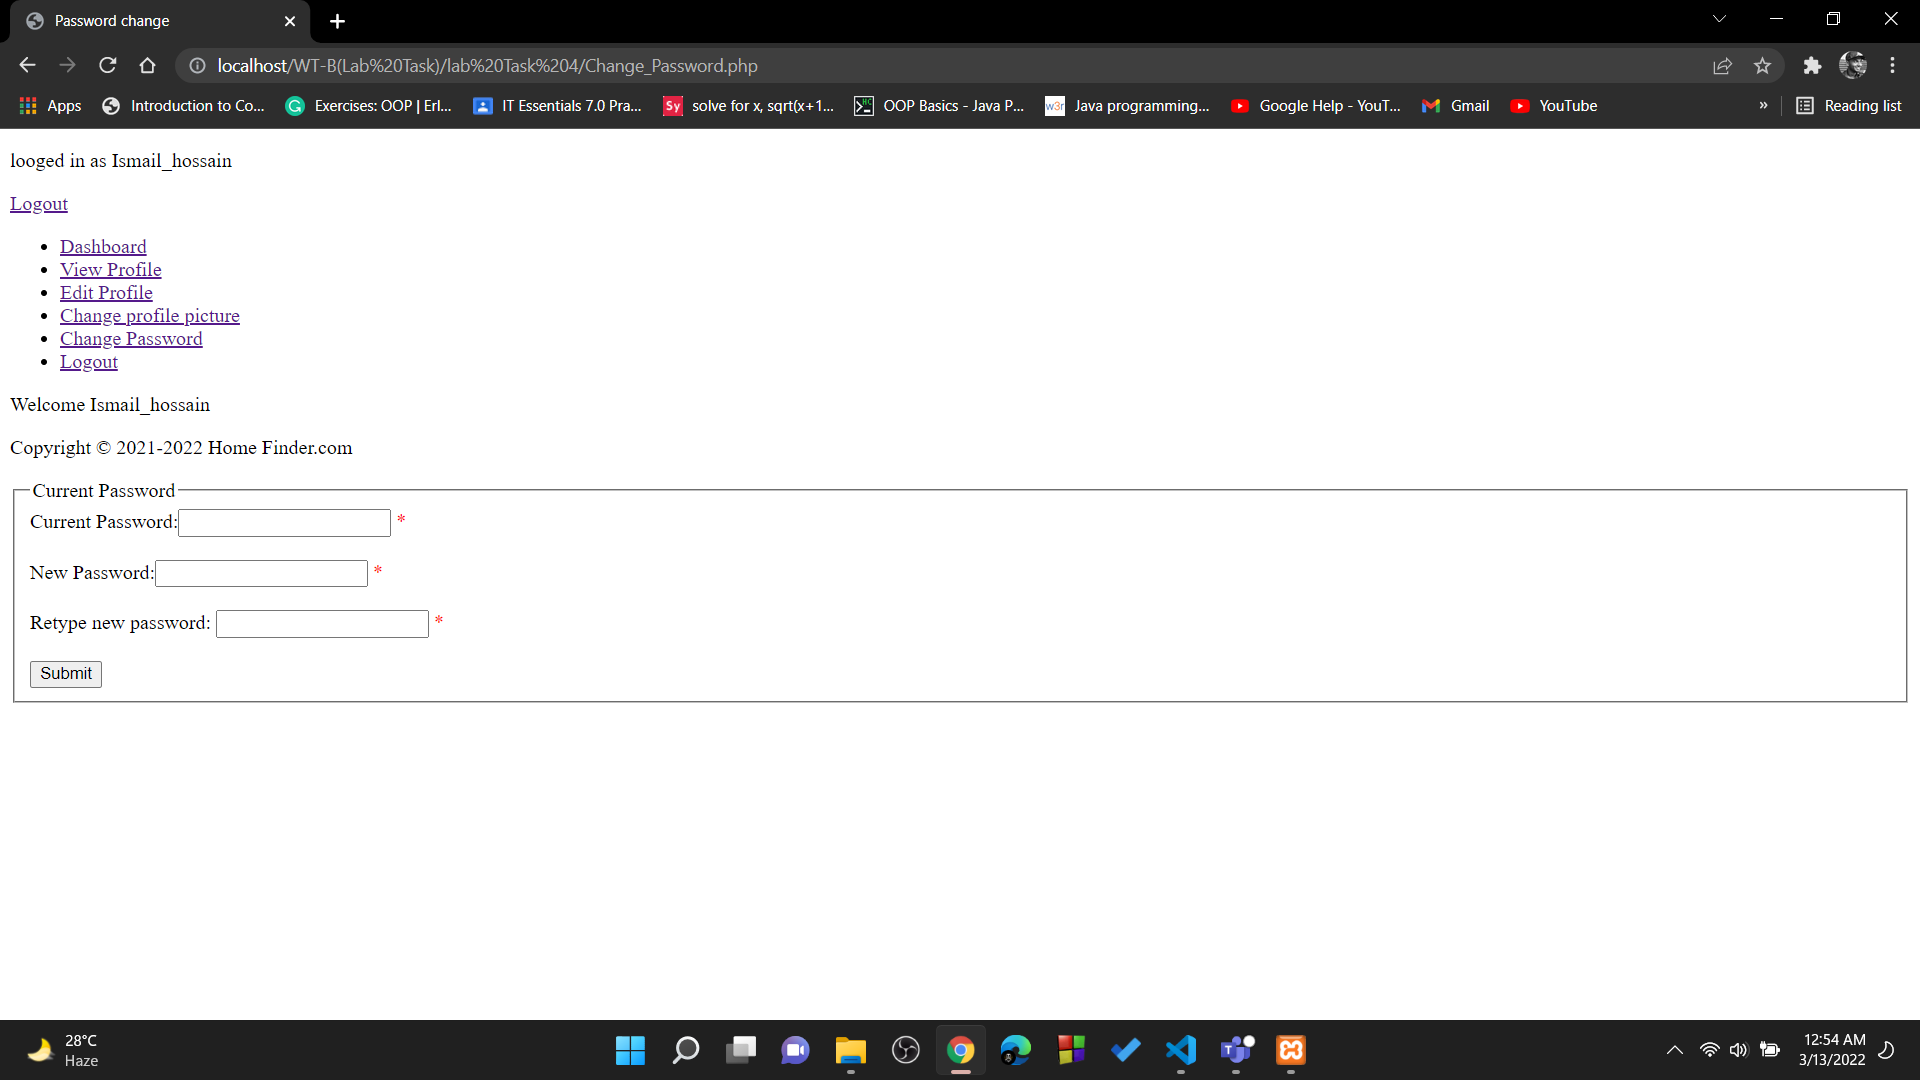 Password change
localhost/WT-B(Lab%20Task)/lab%20Task%204/Change_Password.php
Apps Introduction to Co... Exercises: OOP | Erl... IT Essentials 7.0 Pra... Sy solve for x, sqrt(x+1... OOP Basics - Java P... w3r Java programming... Google Help - YouT... Gmail YouTube » Reading list
looged in as Ismail_hossain
Logout
• Dashboard
• View Profile
• Edit Profile
• Change profile picture
• Change Password
• Logout
Welcome Ismail_hossain
Copyright © 2021-2022 Home Finder.com
Current Password
Current Password: *
New Password: *
Retype new password: *
Submit
28°C
Haze
12:54 AM
3/13/2022